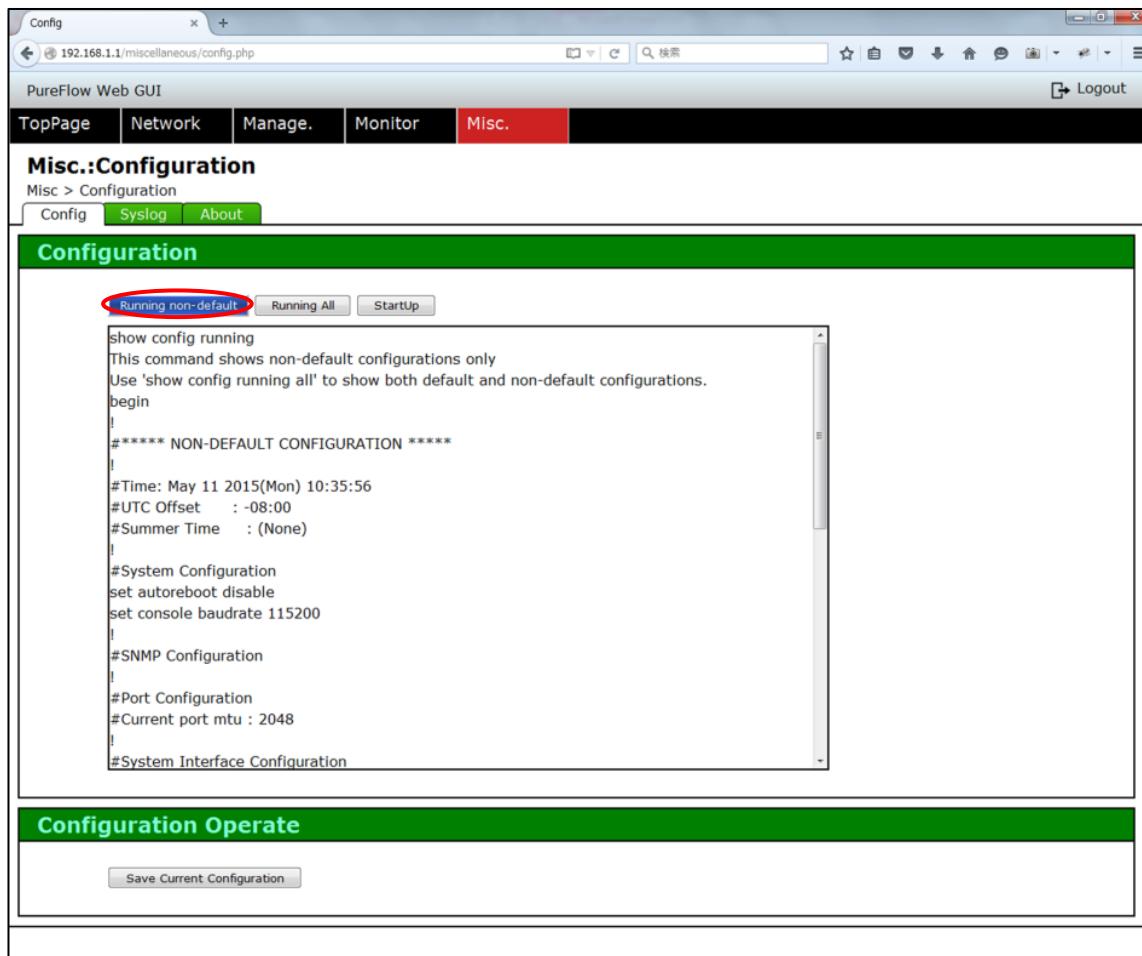 Config × +
192.168.1.1/miscellaneous/config.php 検索
PureFlow Web GUI Logout
TopPage Network Manage. Monitor Misc.
Misc.:Configuration
Misc > Configuration
Config Syslog About
Configuration
Running non-default Running All StartUp
show config running
This command shows non-default configurations only
Use 'show config running all' to show both default and non-default configurations.
begin
!
#***** NON-DEFAULT CONFIGURATION *****
!
#Time: May 11 2015(Mon) 10:35:56
#UTC Offset : -08:00
#Summer Time : (None)
!
#System Configuration
set autoreboot disable
set console baudrate 115200
!
#SNMP Configuration
!
#Port Configuration
#Current port mtu : 2048
!
#System Interface Configuration
Configuration Operate
Save Current Configuration